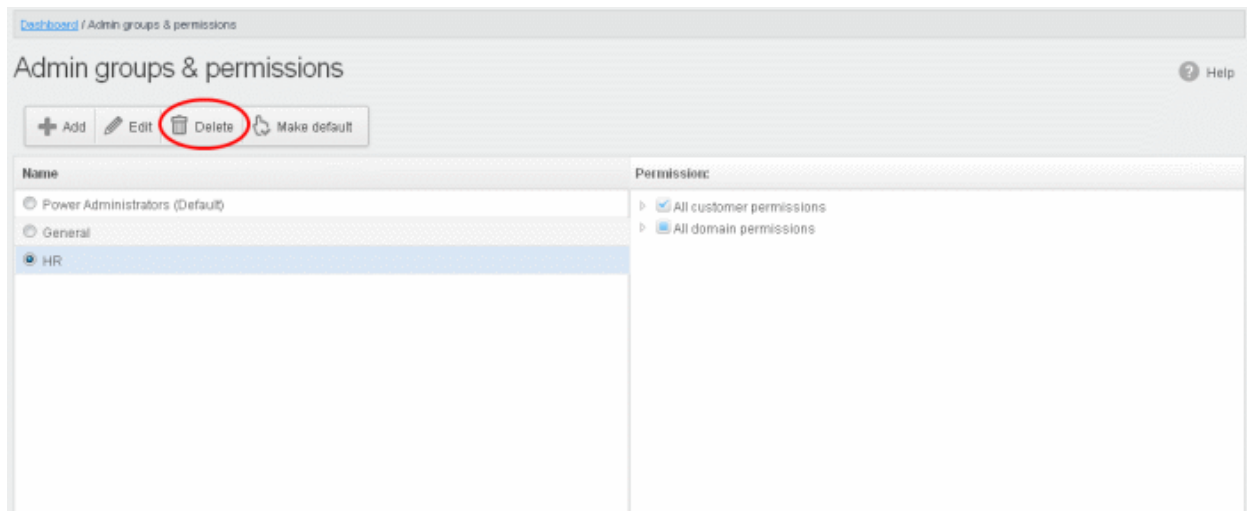 Dashboard / Admin groups & permissions
Admin groups & permissions
Help
Add Edit Delete Make default
Name Permission:
Power Administrators (Default) All customer permissions
General All domain permissions
HR